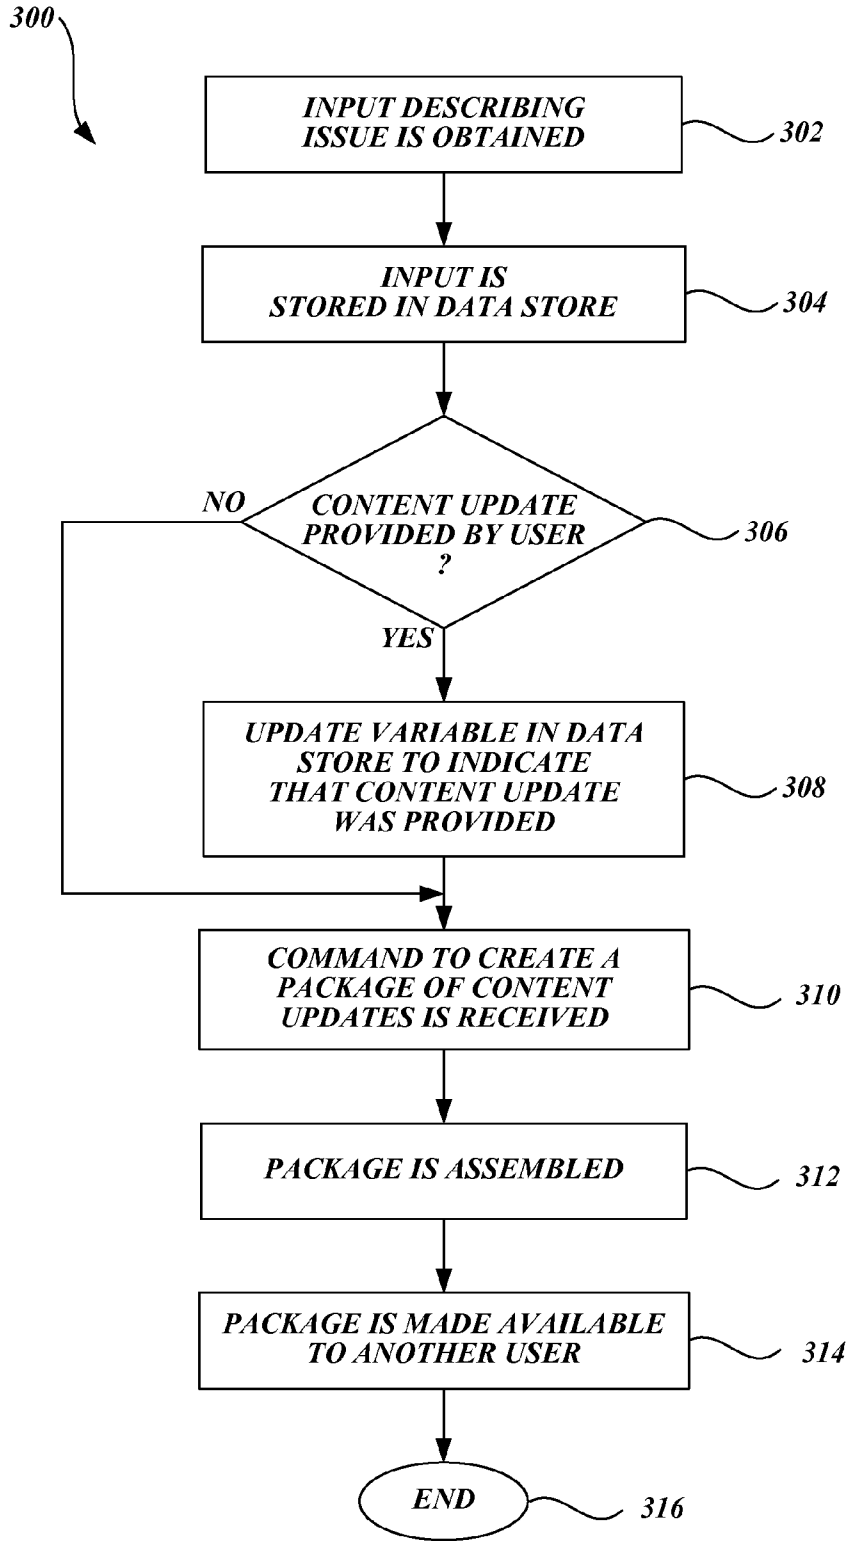 300
INPUT DESCRIBING
ISSUE IS OBTAINED
302
INPUT IS
STORED IN DATA STORE
304
NO
CONTENT UPDATE
PROVIDED BY USER
?
306
YES
UPDATE VARIABLE IN DATA
STORE TO INDICATE
THAT CONTENT UPDATE
WAS PROVIDED
308
COMMAND TO CREATE A
PACKAGE OF CONTENT
UPDATES IS RECEIVED
310
PACKAGE IS ASSEMBLED
312
PACKAGE IS MADE AVAILABLE
TO ANOTHER USER
314
END
316